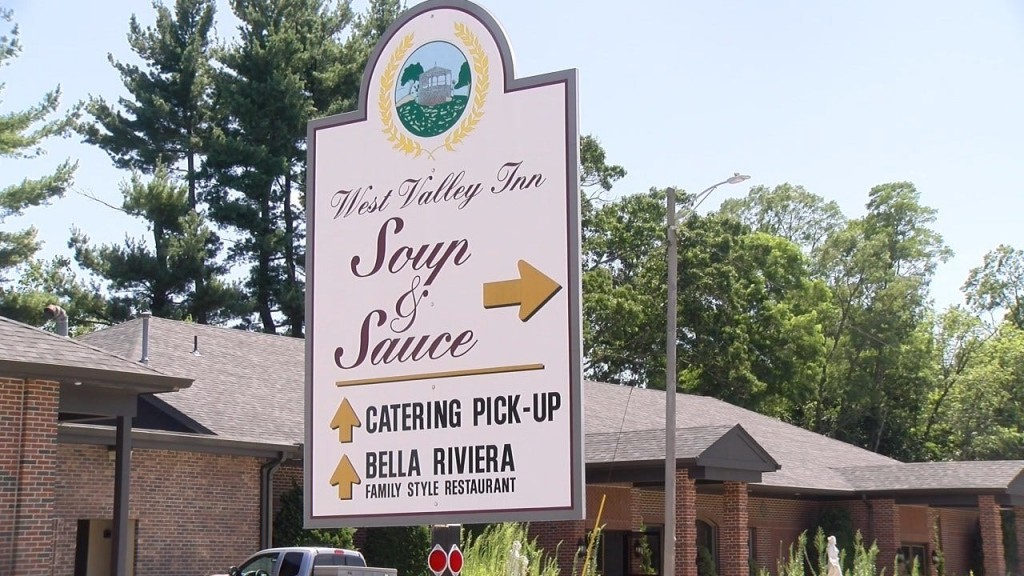 West Valley Inn
Soup
&
Sauce
CATERING PICK-UP
BELLA RIVIERA
FAMILY STYLE RESTAURANT